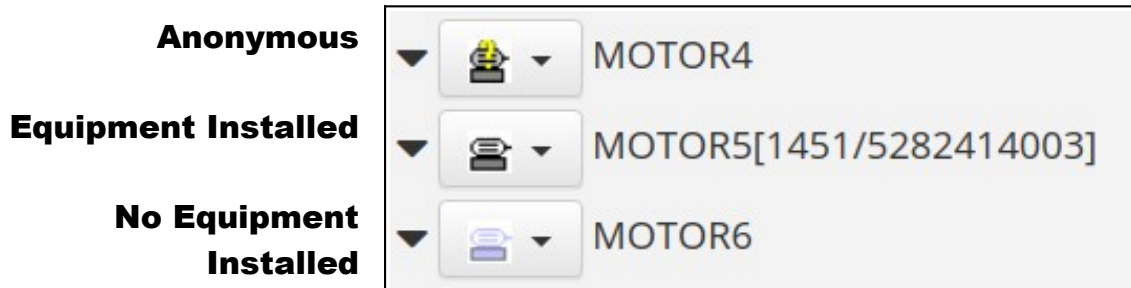 Anonymous
MOTOR4
Equipment Installed
MOTOR5[1451/5282414003]
No Equipment
Installed
MOTOR6